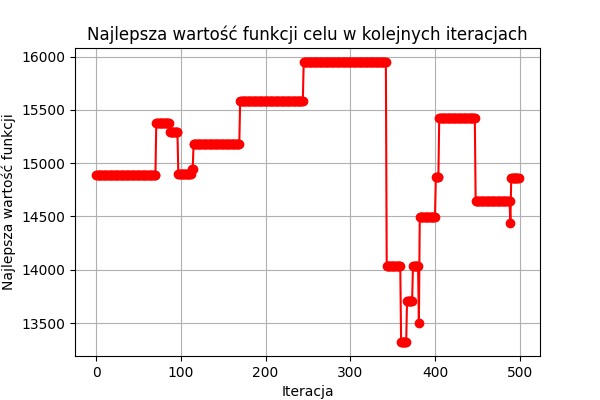 Najlepsza wartość funkcji celu w kolejnych iteracjach
Najlepsza wartość funkcji
16000
15500
15000
14500
14000
13500
0 100 200 300 400 500
Iteracja